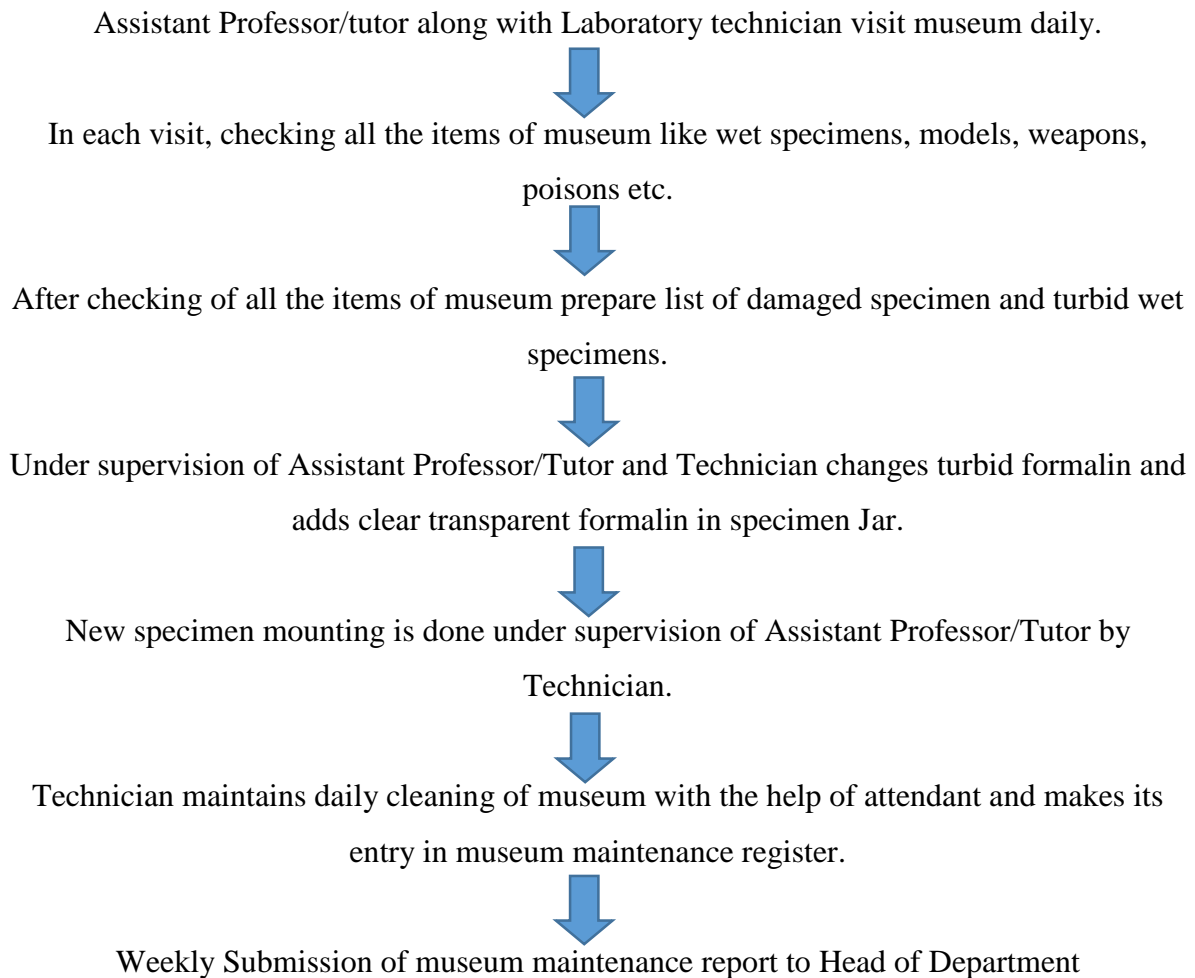 Assistant Professor/tutor along with Laboratory technician visit museum daily.
In each visit, checking all the items of museum like wet specimens, models, weapons,
poisons etc.
After checking of all the items of museum prepare list of damaged specimen and turbid wet
specimens.
Under supervision of Assistant Professor/Tutor and Technician changes turbid formalin and
adds clear transparent formalin in specimen Jar.
New specimen mounting is done under supervision of Assistant Professor/Tutor by
Technician.
Technician maintains daily cleaning of museum with the help of attendant and makes its
entry in museum maintenance register.
Weekly Submission of museum maintenance report to Head of Department